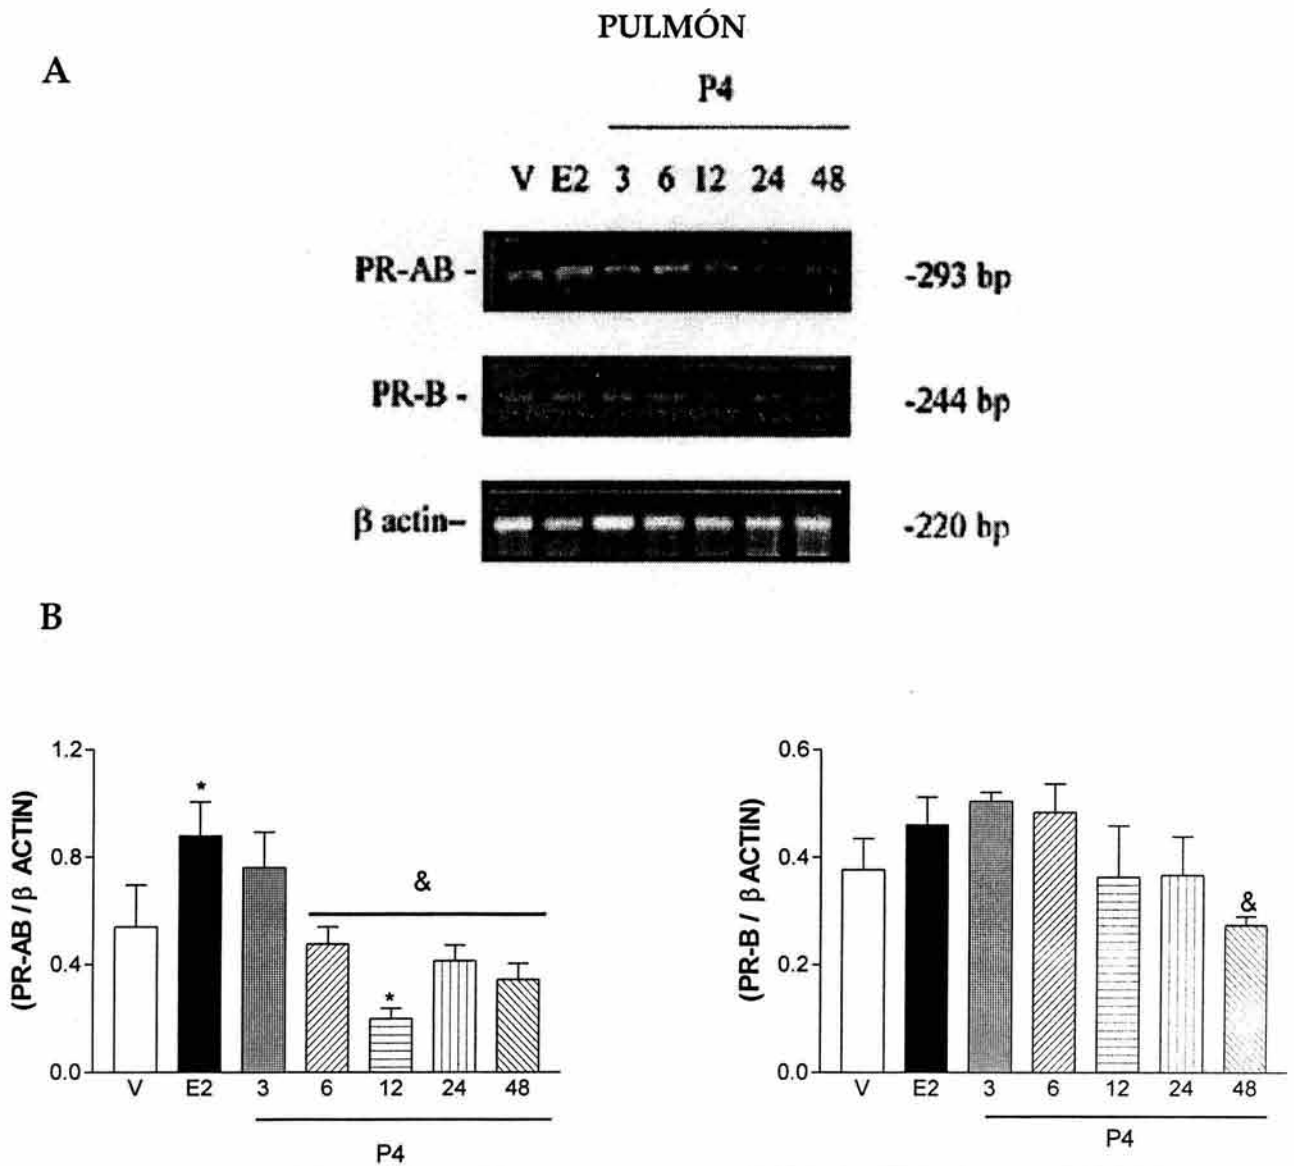 PULMÓN
A
P4
V E2 3 6 12 24 48
PR-AB - -293 bp
PR-B - -244 bp
β actin– -220 bp
B
(PR-AB / β ACTIN)
1.2
0.8
0.4
0.0
*
&
*
V E2 3 6 12 24 48
P4
(PR-B / β ACTIN)
0.6
0.4
0.2
0.0
&
V E2 3 6 12 24 48
P4